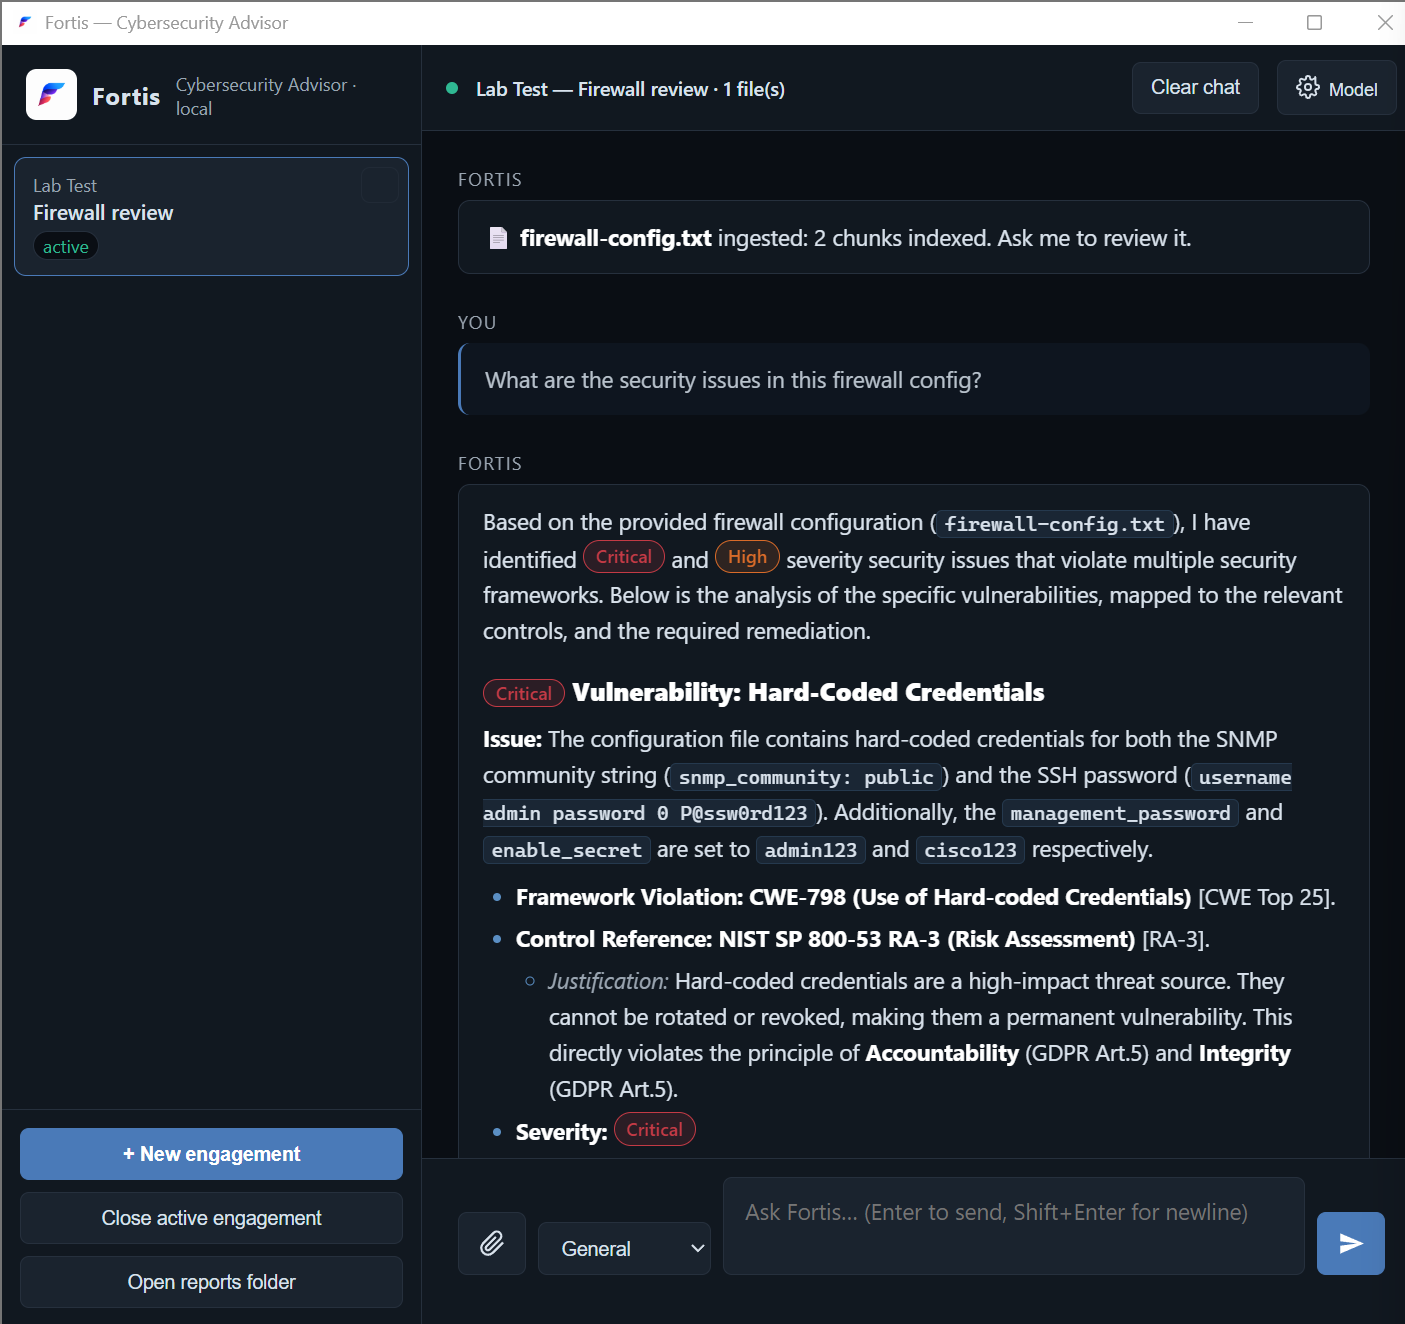 Fortis — Cybersecurity Advisor
Fortis
Cybersecurity Advisor ·
local
Lab Test
Firewall review
active
+ New engagement
Close active engagement
Open reports folder
Lab Test — Firewall review · 1 file(s)
Clear chat
Model
FORTIS
firewall-config.txt ingested: 2 chunks indexed. Ask me to review it.
YOU
What are the security issues in this firewall config?
FORTIS
Based on the provided firewall configuration (firewall-config.txt), I have
identified Critical and High severity security issues that violate multiple security
frameworks. Below is the analysis of the specific vulnerabilities, mapped to the relevant
controls, and the required remediation.
Critical Vulnerability: Hard-Coded Credentials
Issue: The configuration file contains hard-coded credentials for both the SNMP
community string (snmp_community: public) and the SSH password (username
admin password 0 P@ssw0rd123). Additionally, the management_password and
enable_secret are set to admin123 and cisco123 respectively.
• Framework Violation: CWE-798 (Use of Hard-coded Credentials) [CWE Top 25].
• Control Reference: NIST SP 800-53 RA-3 (Risk Assessment) [RA-3].
◦ Justification: Hard-coded credentials are a high-impact threat source. They
cannot be rotated or revoked, making them a permanent vulnerability. This
directly violates the principle of Accountability (GDPR Art.5) and Integrity
(GDPR Art.5).
• Severity: Critical
General
Ask Fortis... (Enter to send, Shift+Enter for newline)